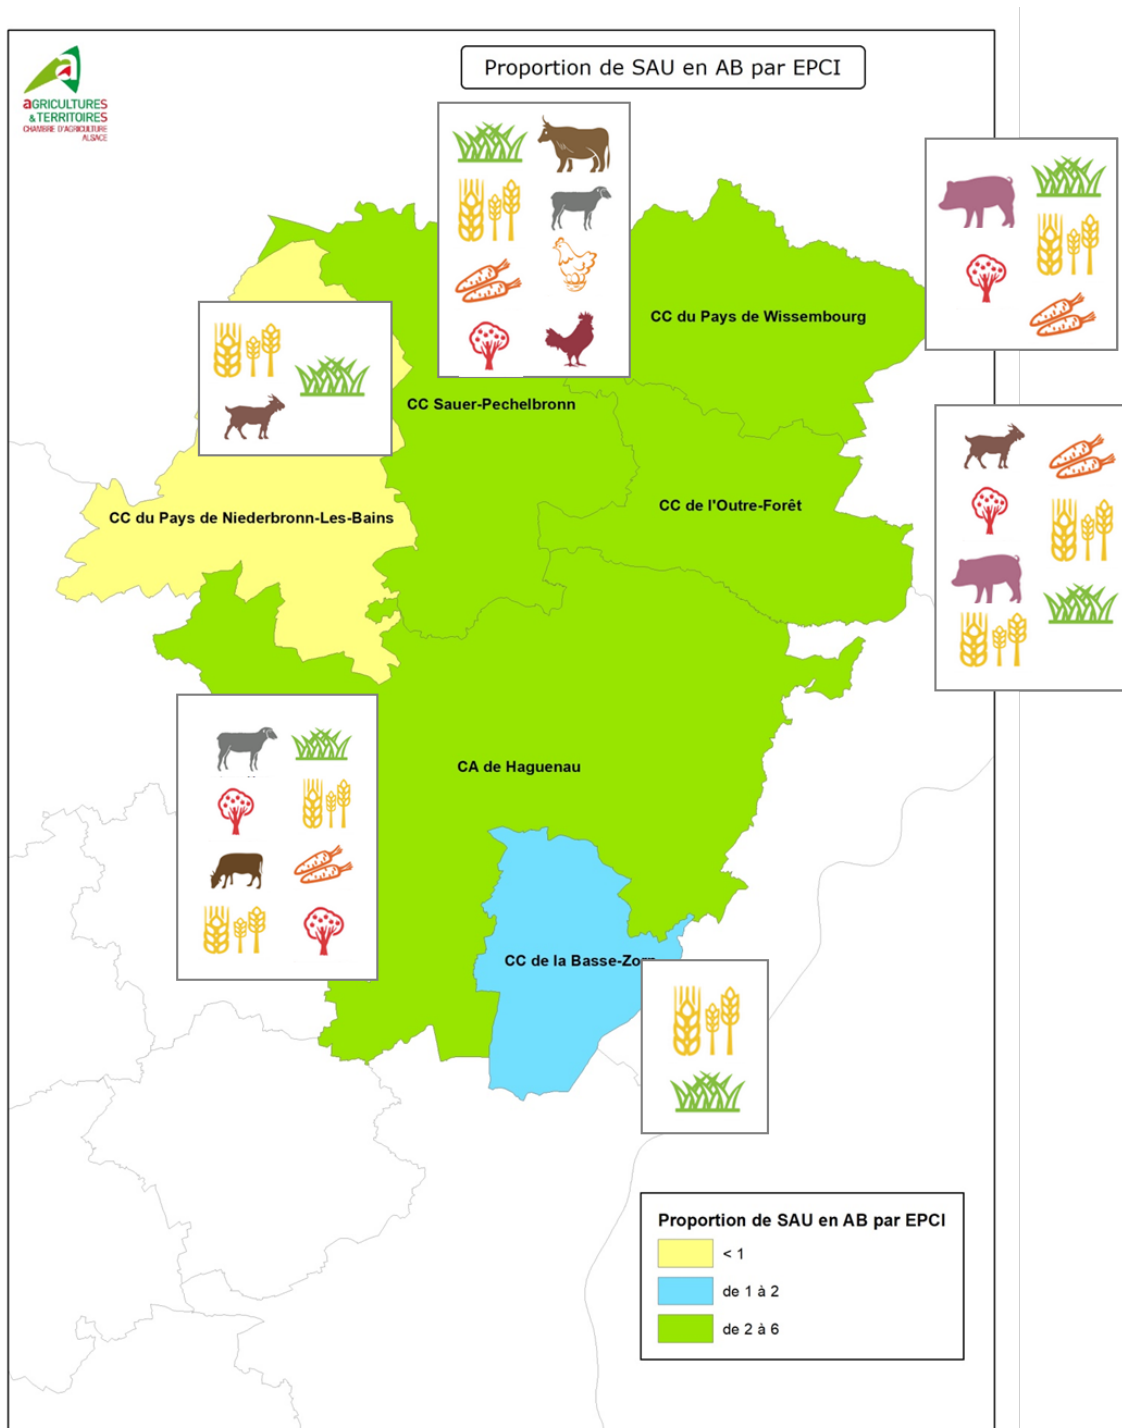 Proportion de SAU en AB par EPCI
aGRICULTURES
& TERRITOIRES
CHAMBRE D'AGRICULTURE
ALSACE
CC du Pays de Wissembourg
CC Sauer-Pechelbronn
CC de l'Outre-Forêt
CC du Pays de Niederbronn-Les-Bains
CA de Haguenau
CC de la Basse-Zorn
Proportion de SAU en AB par EPCI
< 1
de 1 à 2
de 2 à 6